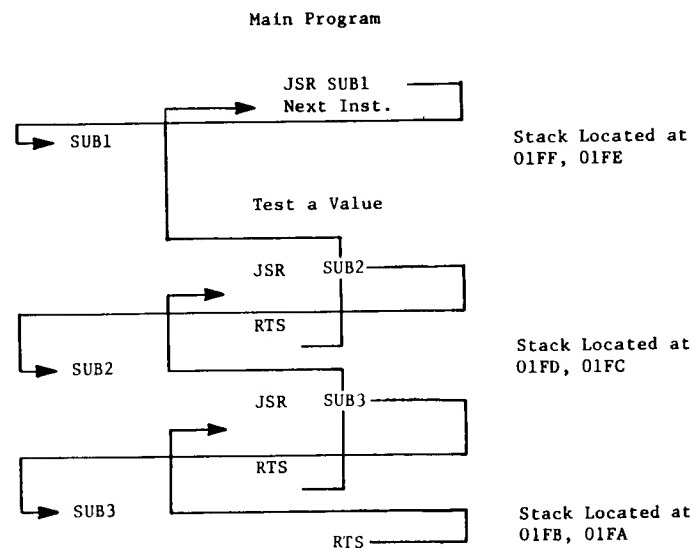 Main Program
JSR SUB1
Next Inst.
SUB1
Stack Located at
01FF, 01FE
Test a Value
JSR SUB2
RTS
SUB2
Stack Located at
01FD, 01FC
JSR SUB3
RTS
SUB3
Stack Located at
01FB, 01FA
RTS